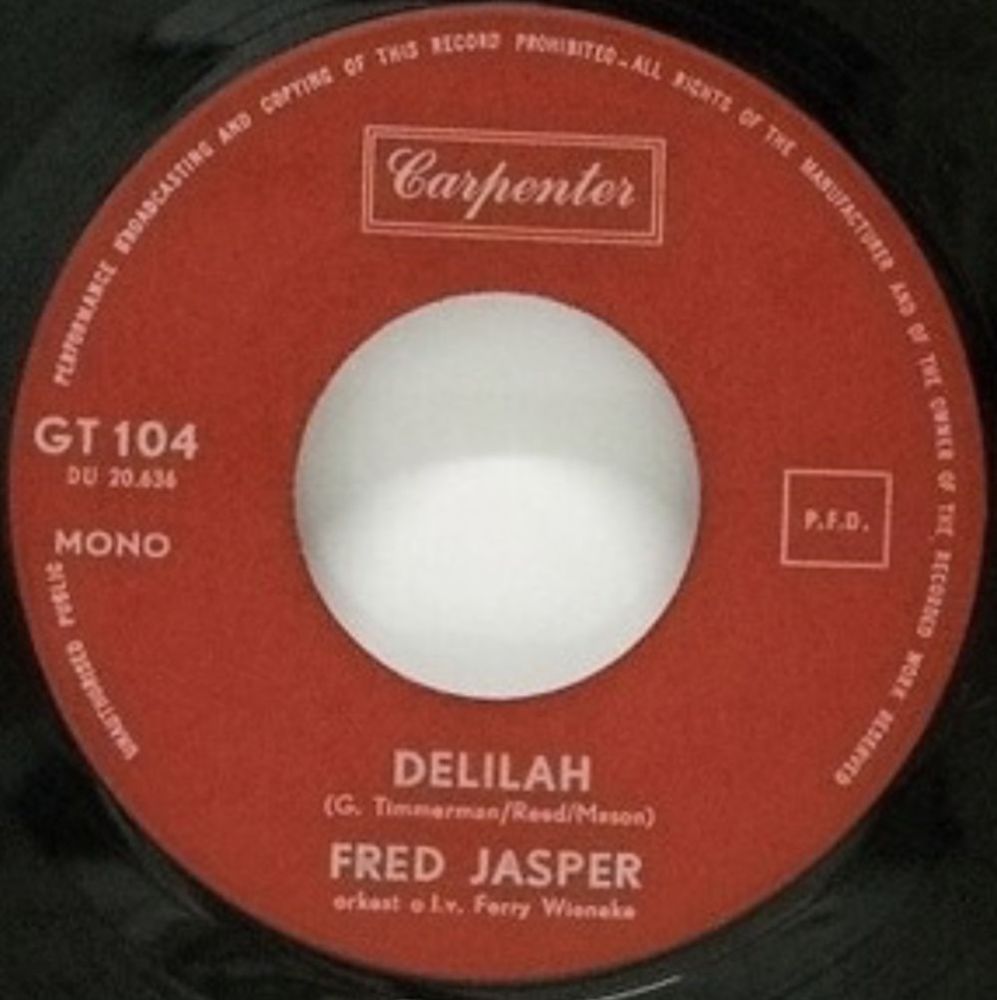 UNAUTHORISED PUBLIC PERFORMANCE BROADCASTING AND COPYING OF THIS RECORD PROHIBITED - ALL RIGHTS OF THE MANUFACTURER AND OF THE OWNER OF THE RECORDED WORK RESERVED
Carpenter
GT 104
DU 20.636
MONO
P.F.D.
DELILAH
(G. Timmerman/Reed/Mason)
FRED JASPER
orkest o.l.v. Ferry Wieneke